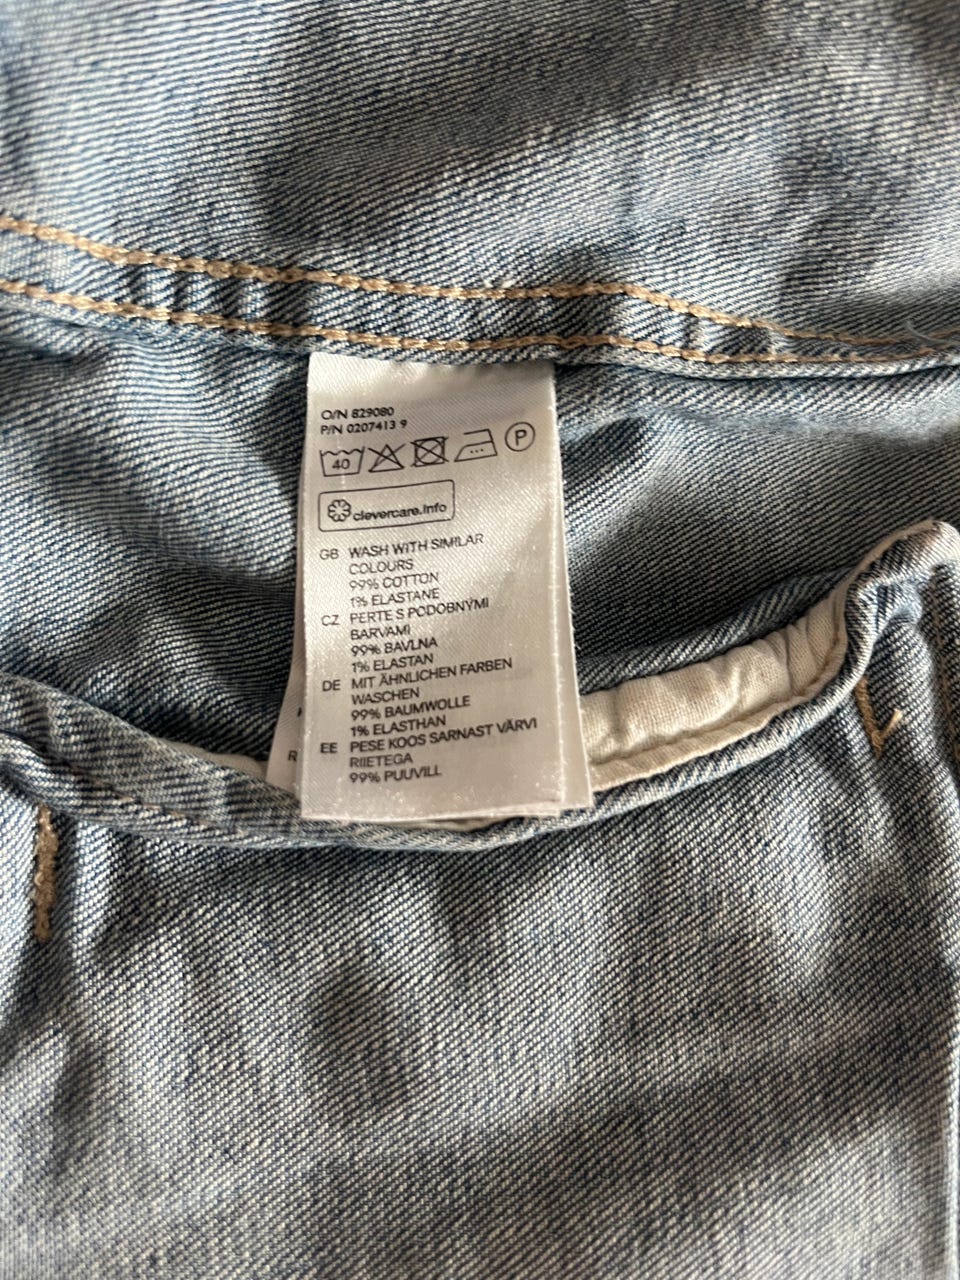 O/N 829080
P/N 0207413 9
40
P
clevercare.info
GB WASH WITH SIMILAR
COLOURS
99% COTTON
1% ELASTANE
CZ PERTE S PODOBNÝMI
BARVAMI
99% BAVLNA
1% ELASTAN
DE MIT ÄHNLICHEN FARBEN
WASCHEN
99% BAUMWOLLE
1% ELASTHAN
EE PESE KOOS SARNAST VÄRVI
RIIETEGA
99% PUUVILL